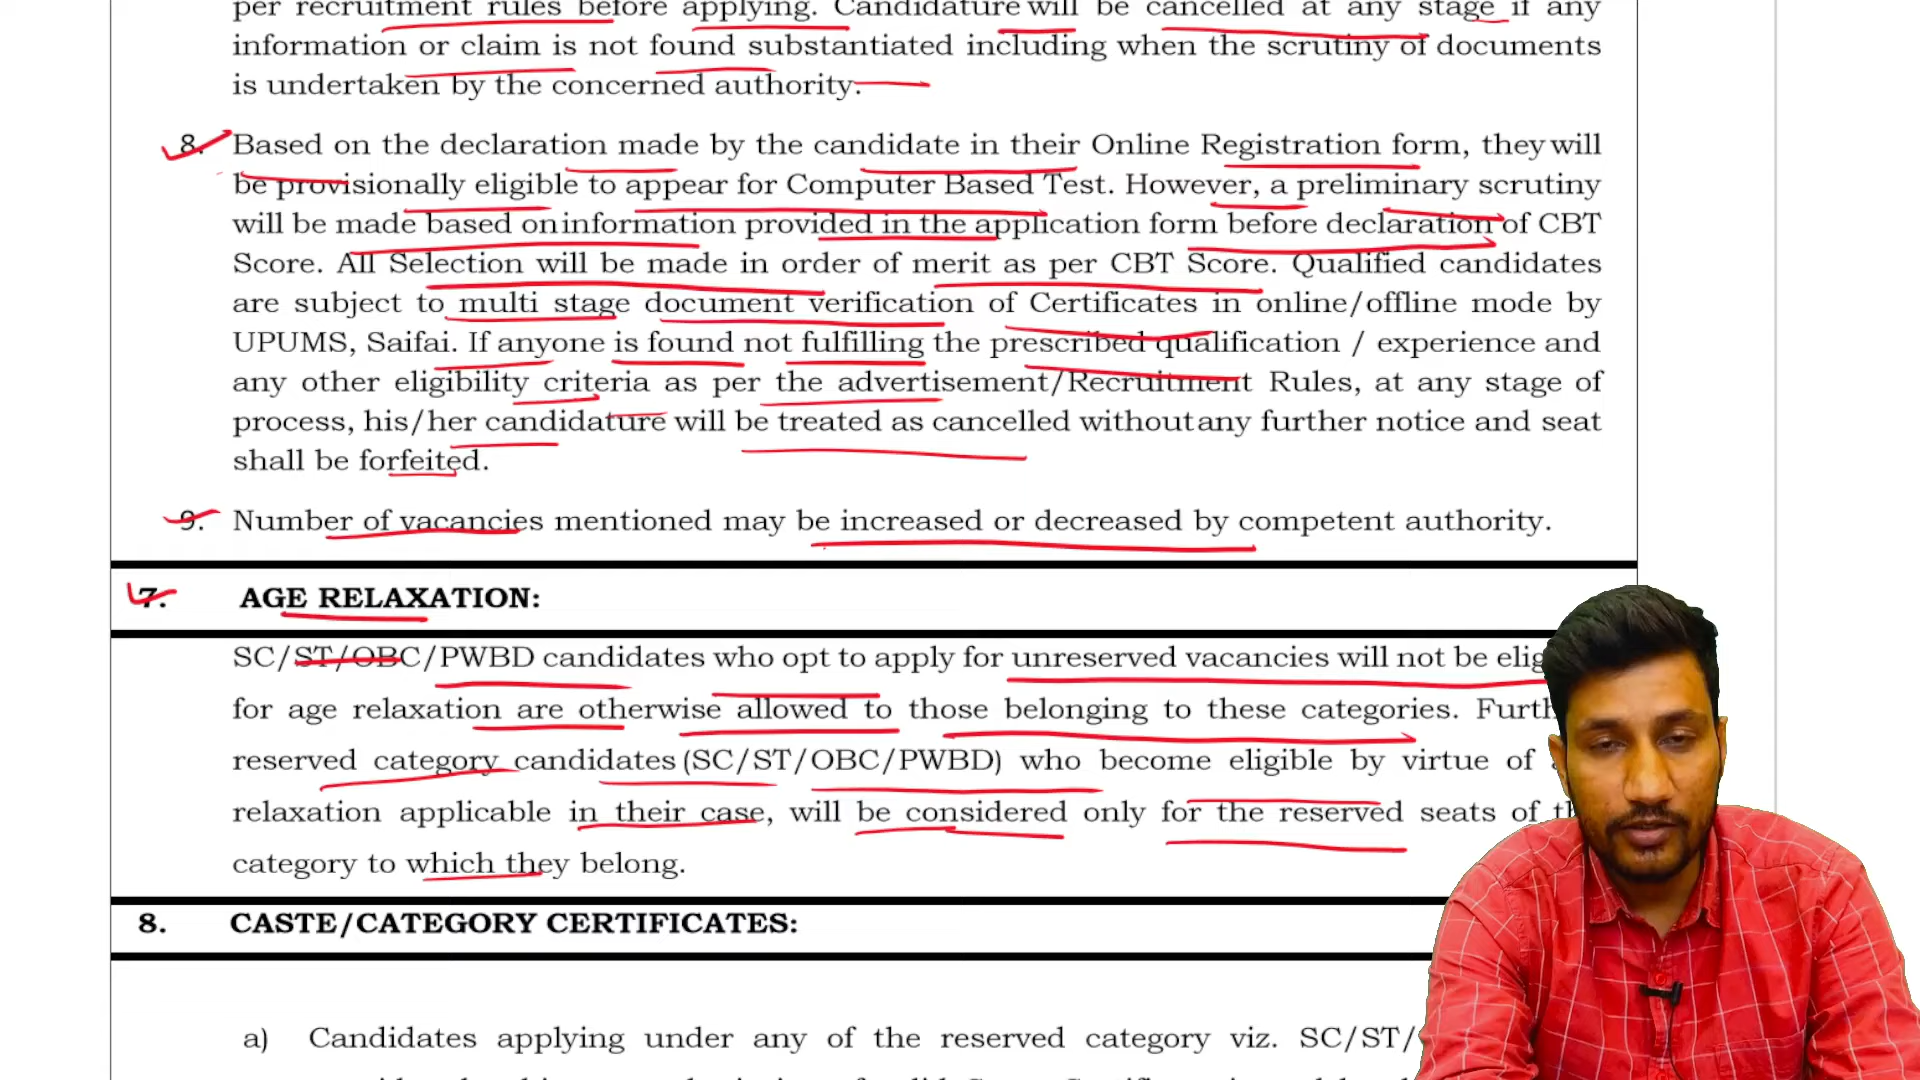 per recruitment rules before applying. Candidature will be cancelled at any stage if any
information or claim is not found substantiated including when the scrutiny of documents
is undertaken by the concerned authority.
8. Based on the declaration made by the candidate in their Online Registration form, they will
be provisionally eligible to appear for Computer Based Test. However, a preliminary scrutiny
will be made based on information provided in the application form before declaration of CBT
Score. All Selection will be made in order of merit as per CBT Score. Qualified candidates
are subject to multi stage document verification of Certificates in online/offline mode by
UPUMS, Saifai. If anyone is found not fulfilling the prescribed qualification / experience and
any other eligibility criteria as per the advertisement/Recruitment Rules, at any stage of
process, his/her candidature will be treated as cancelled without any further notice and seat
shall be forfeited.
9. Number of vacancies mentioned may be increased or decreased by competent authority.
7. AGE RELAXATION:
SC/ST/OBC/PWBD candidates who opt to apply for unreserved vacancies will not be
for age relaxation are otherwise allowed to those belonging to these categories.
reserved category candidates (SC/ST/OBC/PWBD) who become eligible by virtue of
relaxation applicable in their case, will be considered only for the reserved seats of
category to which they belong.
8. CASTE/CATEGORY CERTIFICATES:
a) Candidates applying under any of the reserved category viz. SC/ST/